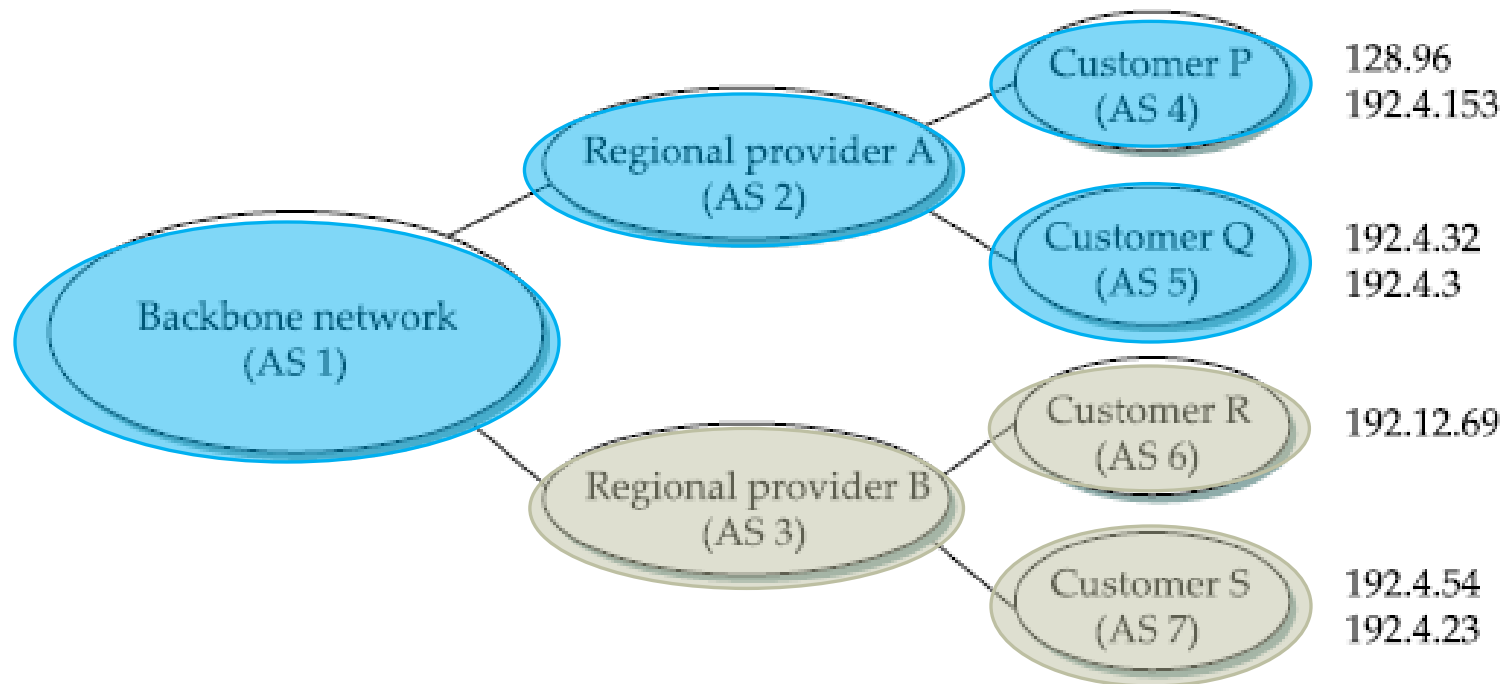 Customer P
(AS 4)
128.96
192.4.153
Regional provider A
(AS 2)
Customer Q
(AS 5)
192.4.32
192.4.3
Backbone network
(AS 1)
Customer R
(AS 6)
192.12.69
Regional provider B
(AS 3)
Customer S
(AS 7)
192.4.54
192.4.23